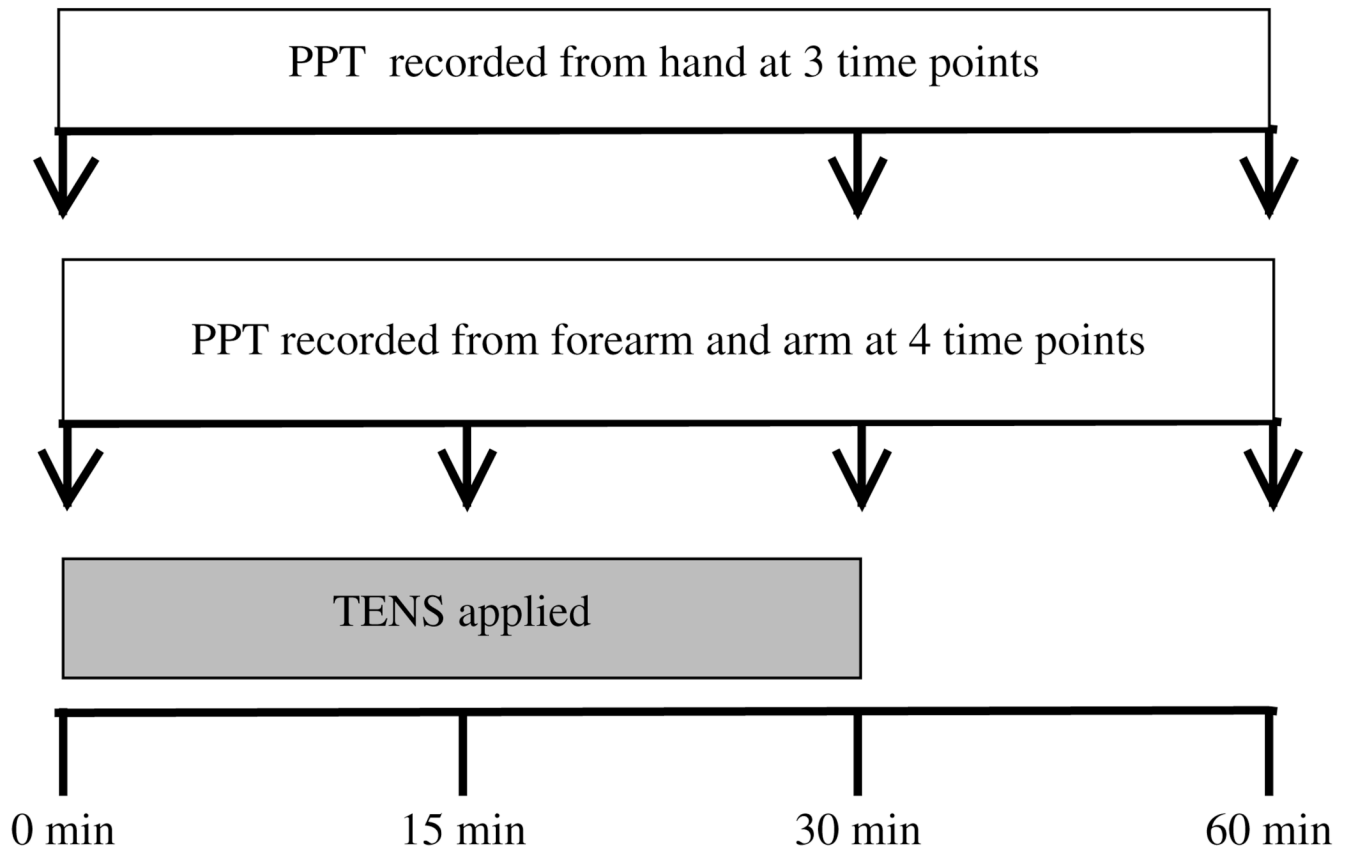 PPT recorded from hand at 3 time points
PPT recorded from forearm and arm at 4 time points
TENS applied
0 min 15 min 30 min 60 min